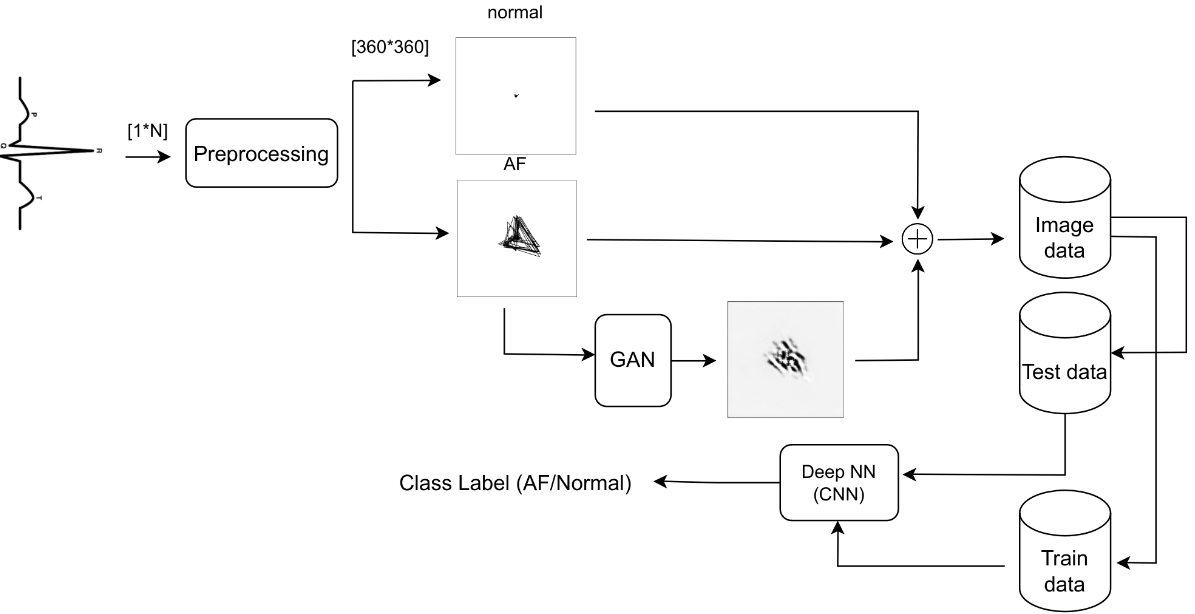 normal
[360*360]
P
[1*N]
Q
R
Preprocessing
AF
T
Image
data
GAN
Test data
Class Label (AF/Normal)
Deep NN
(CNN)
Train
data